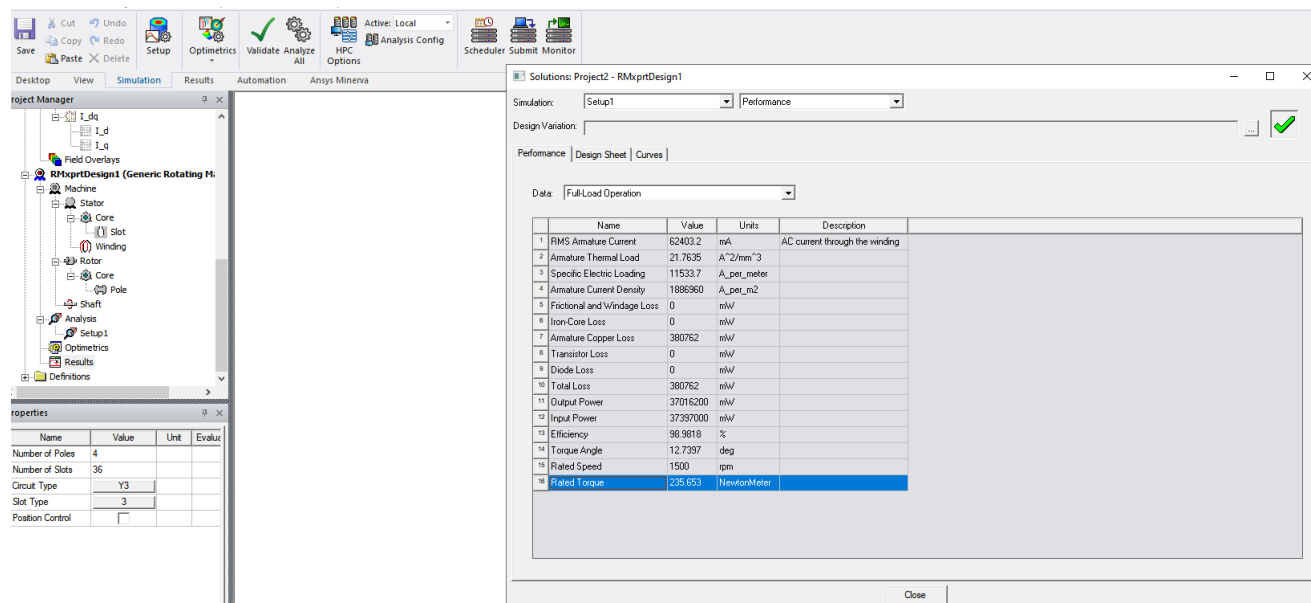 Save
Cut
Copy
Paste
Undo
Redo
Delete
Setup
Optimetrics
Validate
Analyze All
HPC Options
Active: Local
Analysis Config
Scheduler
Submit
Monitor
Desktop View Simulation Results Automation Ansys Minerva
roject Manager
I_dq
I_d
I_q
Field Overlays
RMxprtDesign1 (Generic Rotating Ma
Machine
Stator
Core
Slot
Winding
Rotor
Core
Pole
Shaft
Analysis
Setup1
Optimetrics
Results
Definitions
roperties
Name Value Unit Evalua
Number of Poles 4
Number of Slots 36
Circuit Type Y3
Slot Type 3
Position Control
Solutions: Project2 - RMxprtDesign1
Simulation: Setup1 Performance
Design Variation: ...
Performance Design Sheet Curves
Data: Full-Load Operation
Name Value Units Description
1 RMS Armature Current 62403.2 mA AC current through the winding
2 Armature Thermal Load 21.7635 A^2/mm^3
3 Specific Electric Loading 11533.7 A_per_meter
4 Armature Current Density 1886960 A_per_m2
5 Frictional and Windage Loss 0 mW
6 Iron-Core Loss 0 mW
7 Armature Copper Loss 380762 mW
8 Transistor Loss 0 mW
9 Diode Loss 0 mW
10 Total Loss 380762 mW
11 Output Power 37016200 mW
12 Input Power 37397000 mW
13 Efficiency 98.9818 %
14 Torque Angle 12.7397 deg
15 Rated Speed 1500 rpm
16 Rated Torque 235.653 NewtonMeter
Close